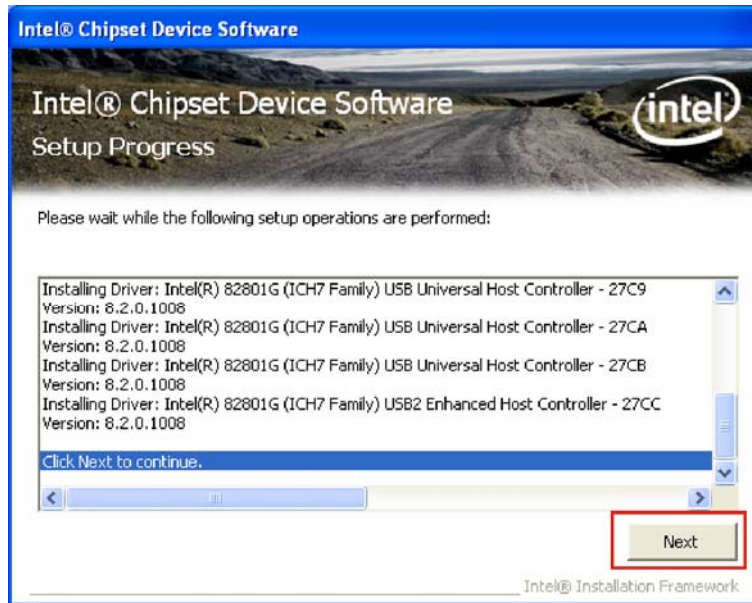 Intel® Chipset Device Software
Intel® Chipset Device Software
intel
Setup Progress
Please wait while the following setup operations are performed:
Installing Driver: Intel(R) 82801G (ICH7 Family) USB Universal Host Controller - 27C9
Version: 8.2.0.1008
Installing Driver: Intel(R) 82801G (ICH7 Family) USB Universal Host Controller - 27CA
Version: 8.2.0.1008
Installing Driver: Intel(R) 82801G (ICH7 Family) USB Universal Host Controller - 27CB
Version: 8.2.0.1008
Installing Driver: Intel(R) 82801G (ICH7 Family) USB2 Enhanced Host Controller - 27CC
Version: 8.2.0.1008
Click Next to continue.
Next
Intel® Installation Framework